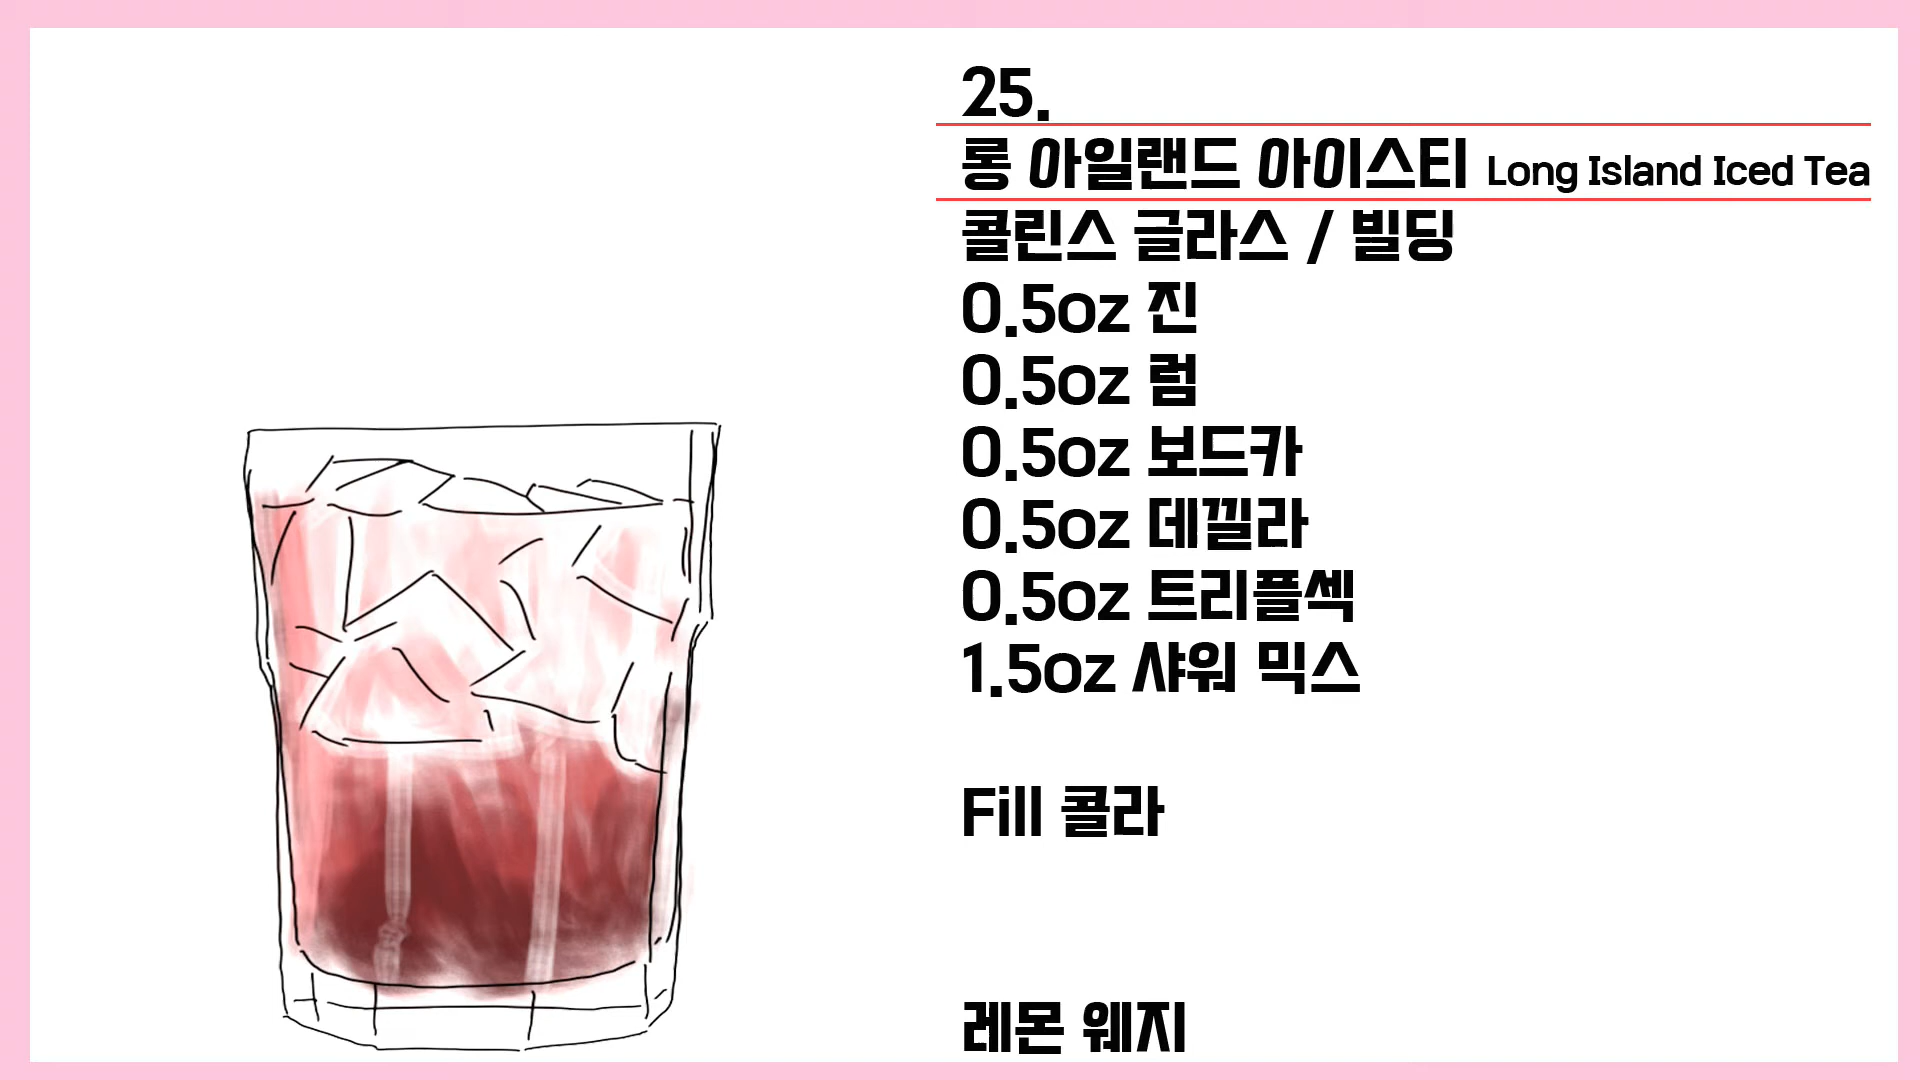 25.
롱 아일랜드 아이스티 Long Island Iced Tea
콜린스 글라스 / 빌딩
0.5oz 진
0.5oz 럼
0.5oz 보드카
0.5oz 데낄라
0.5oz 트리플섹
1.5oz 샤워 믹스
Fill 콜라
레몬 웨지